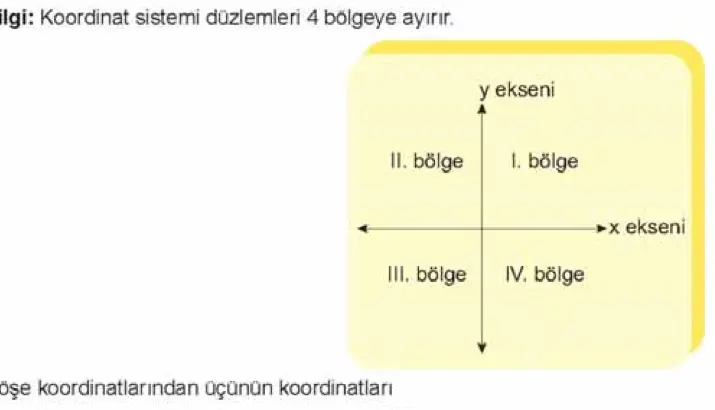 ilgi: Koordinat sistemi düzlemleri 4 bölgeye ayırır.
y ekseni
II. bölge I. bölge
x ekseni
III. bölge IV. bölge
öşe koordinatlarından üçünün koordinatları